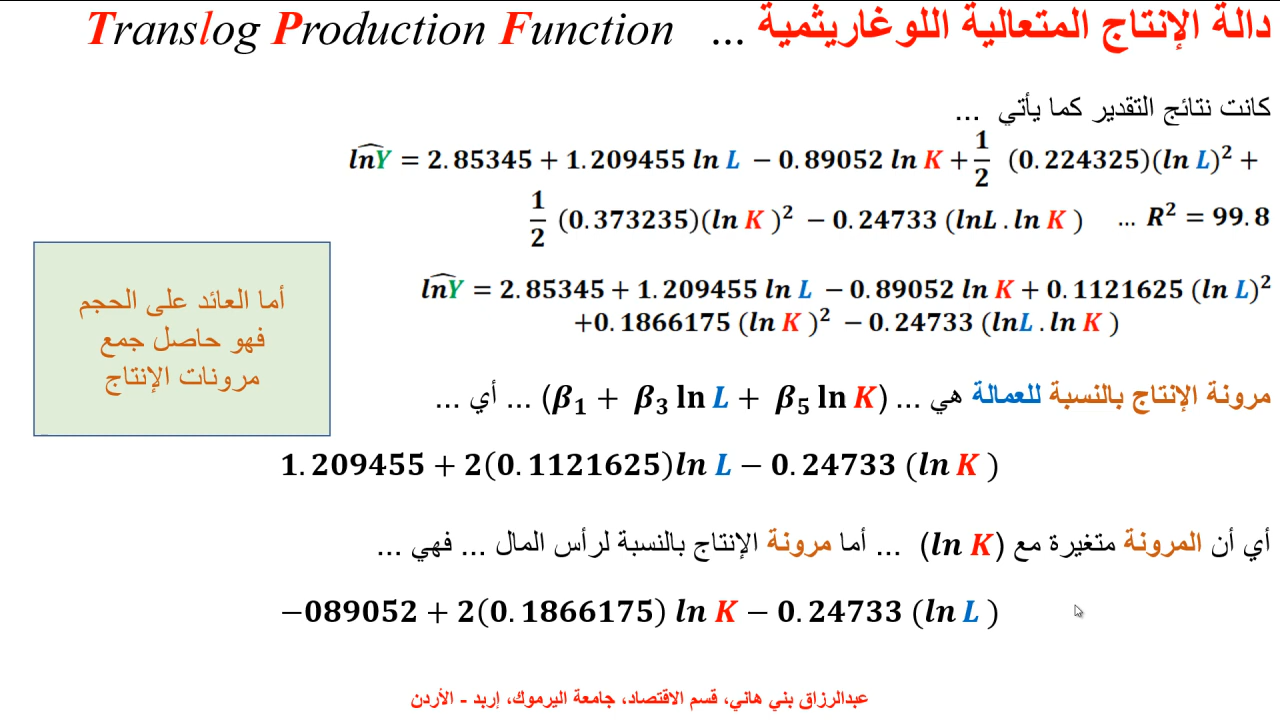 دالة الإنتاج المتعالية اللوغاريثمية ... Translog Production Function
كانت نتائج التقدير كما يأتي ...
\widehat{lnY} = 2.85345 + 1.209455 ln L − 0.89052 ln K + 1/2 (0.224325)(ln L)² +
1/2 (0.373235)(ln K )² − 0.24733 (lnL . ln K ) ... R² = 99.8
\widehat{lnY} = 2.85345 + 1.209455 ln L − 0.89052 ln K + 0.1121625 (ln L)²
+0.1866175 (ln K )² − 0.24733 (lnL . ln K )
أما العائد على الحجم
فهو حاصل جمع
مرونات الإنتاج
مرونة الإنتاج بالنسبة للعمالة هي ... (β₁ + β₃ ln L + β₅ ln K) ... أي ...
1.209455 + 2(0.1121625)ln L − 0.24733 (ln K )
أي أن المرونة متغيرة مع (ln K) ... أما مرونة الإنتاج بالنسبة لرأس المال ... فهي ...
−089052 + 2(0.1866175) ln K − 0.24733 (ln L )
عبدالرزاق بني هاني، قسم الاقتصاد، جامعة اليرموك، إربد - الأردن